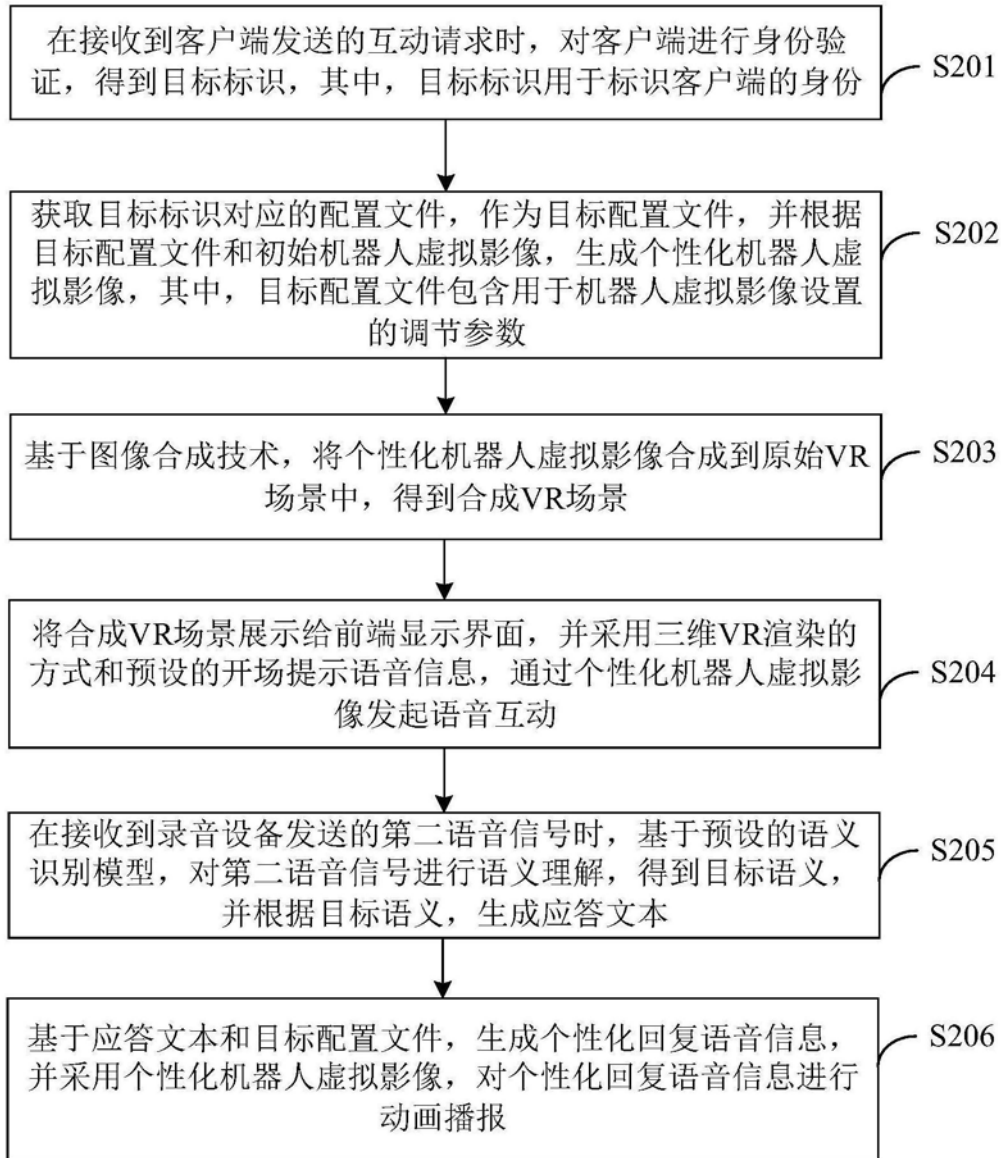 在接收到客户端发送的互动请求时，对客户端进行身份验
证，得到目标标识，其中，目标标识用于标识客户端的身份
S201
获取目标标识对应的配置文件，作为目标配置文件，并根据
目标配置文件和初始机器人虚拟影像，生成个性化机器人虚
拟影像，其中，目标配置文件包含用于机器人虚拟影像设置
的调节参数
S202
基于图像合成技术，将个性化机器人虚拟影像合成到原始VR
场景中，得到合成VR场景
S203
将合成VR场景展示给前端显示界面，并采用三维VR渲染的
方式和预设的开场提示语音信息，通过个性化机器人虚拟影
像发起语音互动
S204
在接收到录音设备发送的第二语音信号时，基于预设的语义
识别模型，对第二语音信号进行语义理解，得到目标语义，
并根据目标语义，生成应答文本
S205
基于应答文本和目标配置文件，生成个性化回复语音信息，
并采用个性化机器人虚拟影像，对个性化回复语音信息进行
动画播报
S206